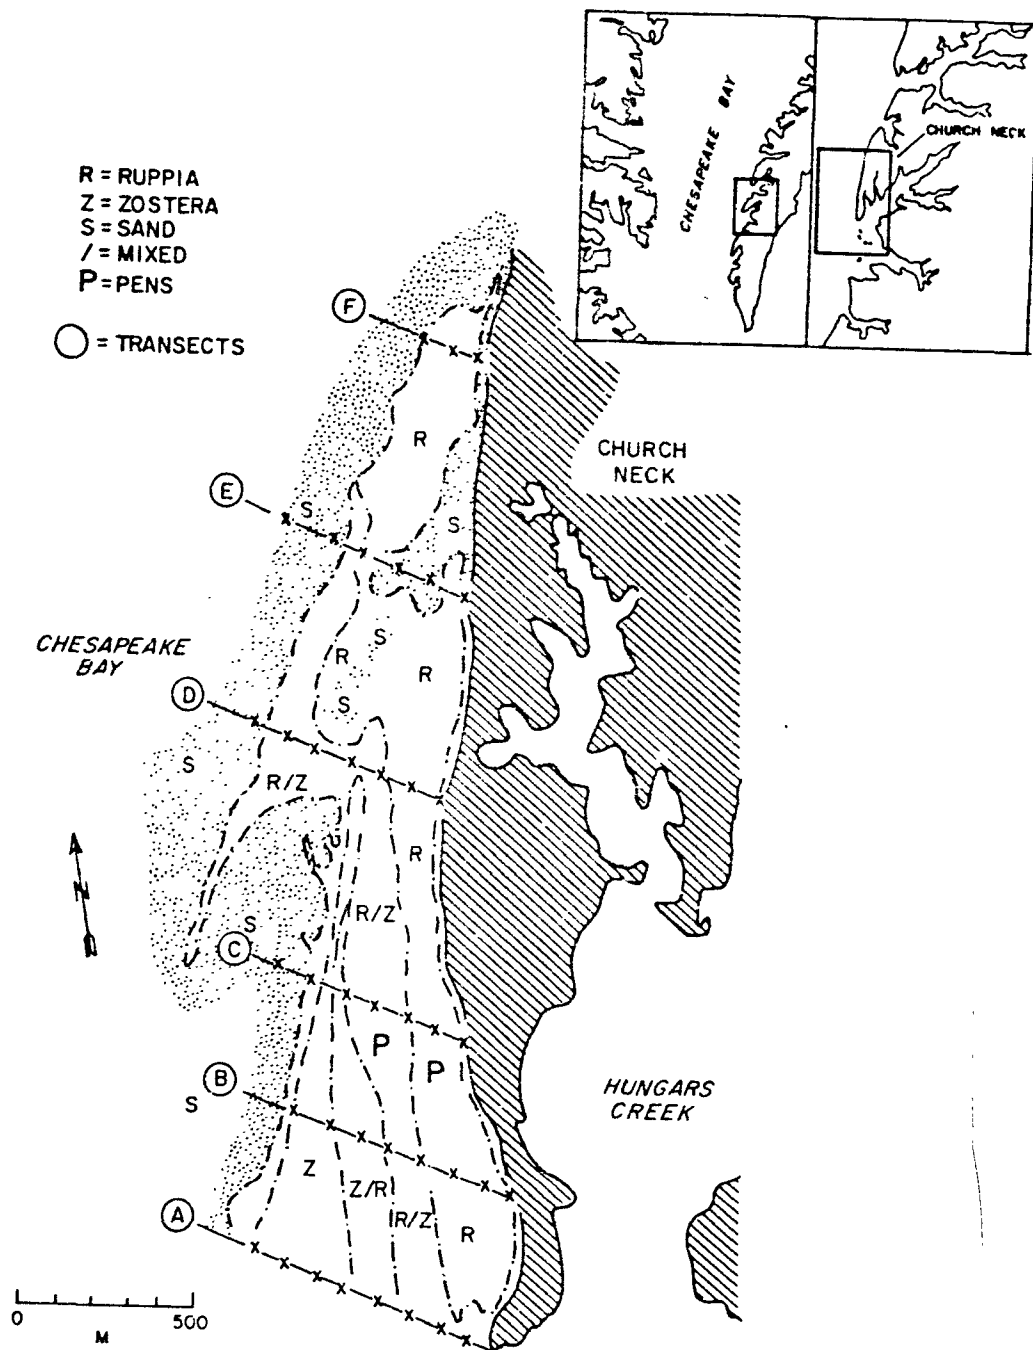 R = RUPPIA
Z = ZOSTERA
S = SAND
/ = MIXED
P = PENS
○ = TRANSECTS
CHESAPEAKE BAY
CHURCH NECK
F
R
CHURCH
NECK
E
S
S
CHESAPEAKE
BAY
S
R
R
D
S
S
R/Z
R
N
R/Z
S
C
P
P
B
S
HUNGARS
CREEK
Z
Z/R
R/Z
R
A
0
500
M